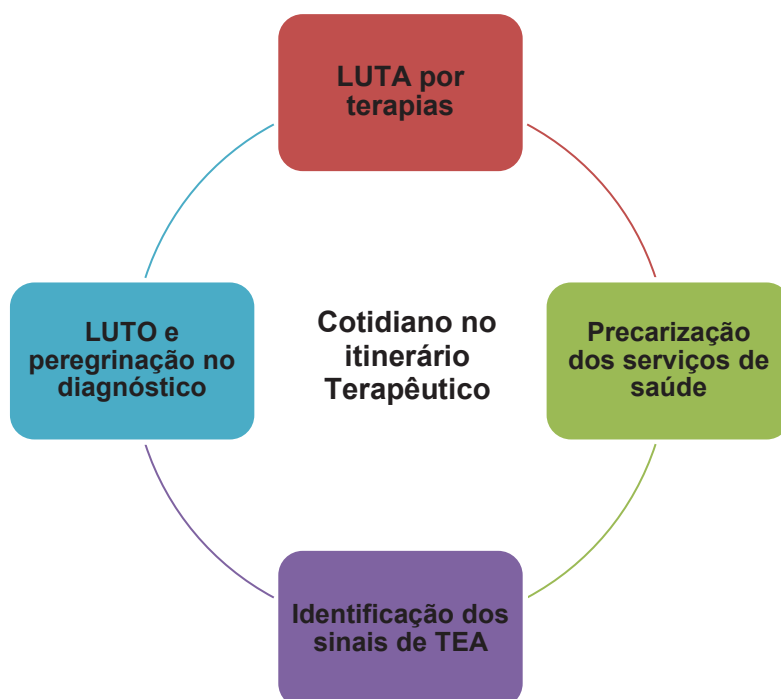 LUTA por
terapias
LUTO e
peregrinação no
diagnóstico
Cotidiano no
itinerário
Terapêutico
Precarização
dos serviços de
saúde
Identificação dos
sinais de TEA